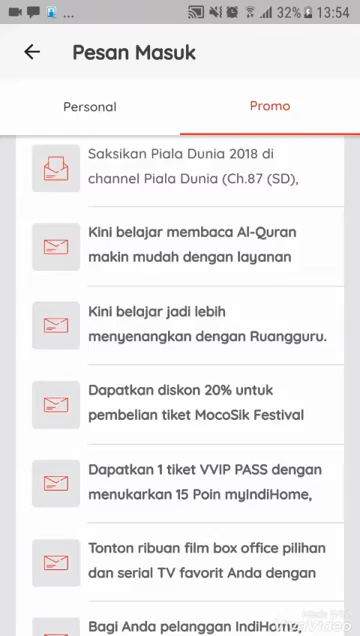 ... 32% 13:54
Pesan Masuk
Personal Promo
Saksikan Piala Dunia 2018 di
channel Piala Dunia (Ch.87 (SD),
Kini belajar membaca Al-Quran
makin mudah dengan layanan
Kini belajar jadi lebih
menyenangkan dengan Ruangguru.
Dapatkan diskon 20% untuk
pembelian tiket MocoSik Festival
Dapatkan 1 tiket VVIP PASS dengan
menukarkan 15 Poin myIndiHome,
Tonton ribuan film box office pilihan
dan serial TV favorit Anda dengan
Bagi Anda pelanggan IndiHome,
VivaVideo